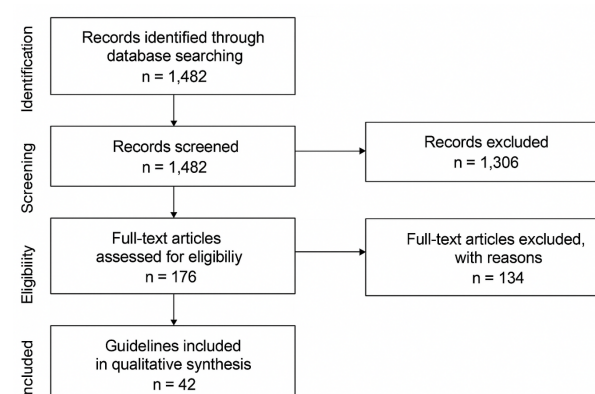 Identification
Records identified through
database searching
n = 1,482
Screening
Records screened
n = 1,482
Records excluded
n = 1,306
Eligibility
Full-text articles
assessed for eligibiliy
n = 176
Full-text articles excluded,
with reasons
n = 134
ncluded
Guidelines included
in qualitative synthesis
n = 42